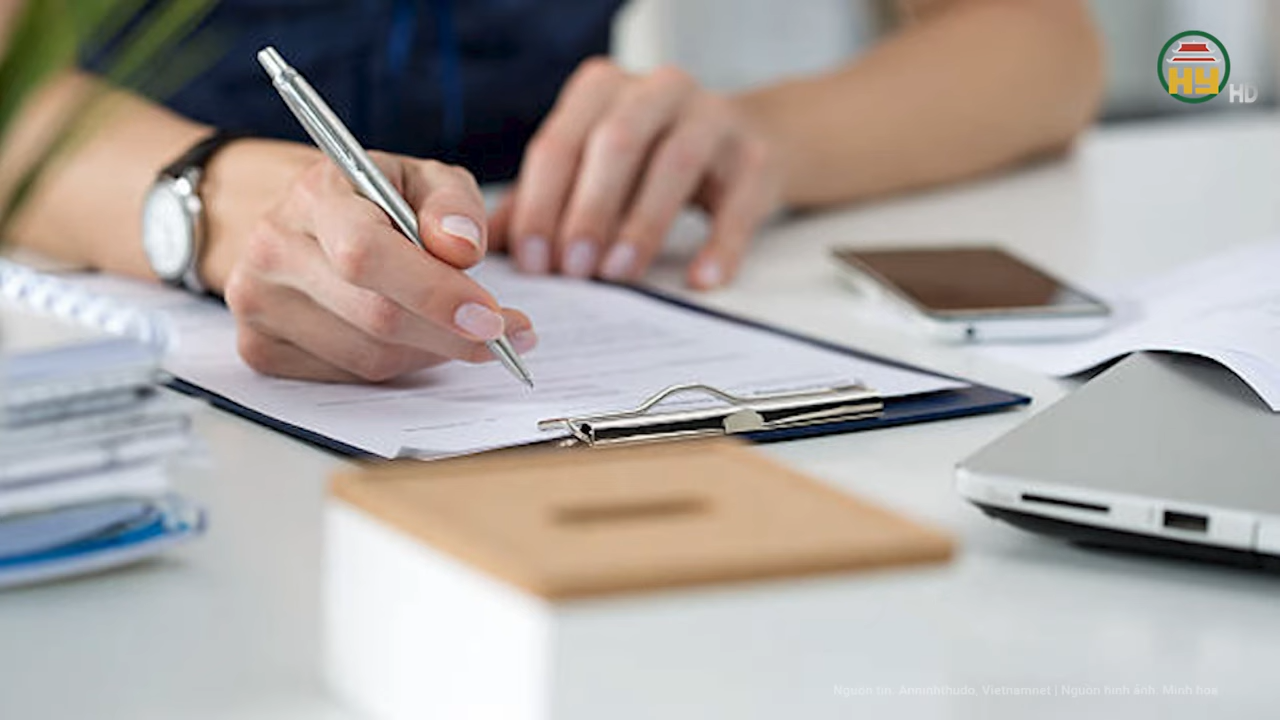 HY HD
Nguồn tin: Anninhthudo, Vietnamnet | Nguồn hình ảnh: Minh họa